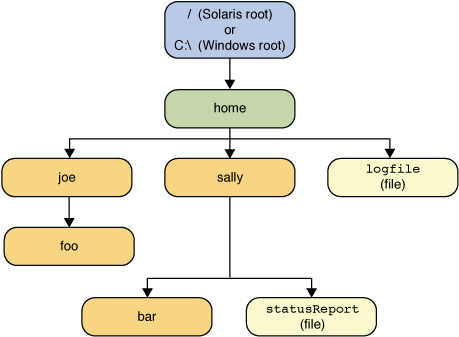 / (Solaris root)
or
C:\ (Windows root)
home
joe
sally
logfile
(file)
foo
bar
statusReport
(file)